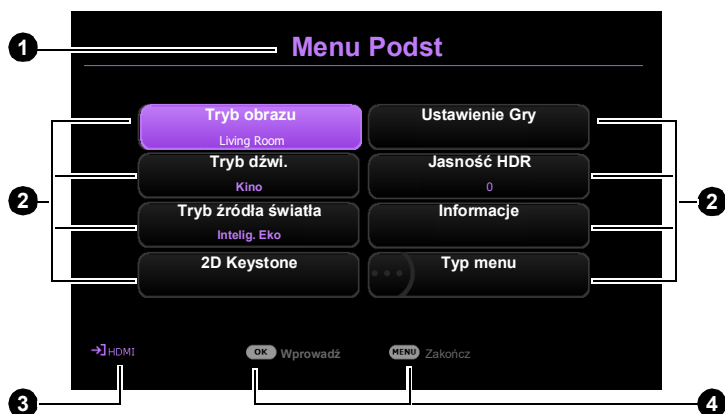 1
Menu Podst
Tryb obrazu
Living Room
Ustawienie Gry
Tryb dźwi.
Kino
Jasność HDR
0
2
2
Tryb źródła światła
Intelig. Eko
Informacje
2D Keystone
Typ menu
HDMI
OK Wprowadź
MENU Zakończ
3
4